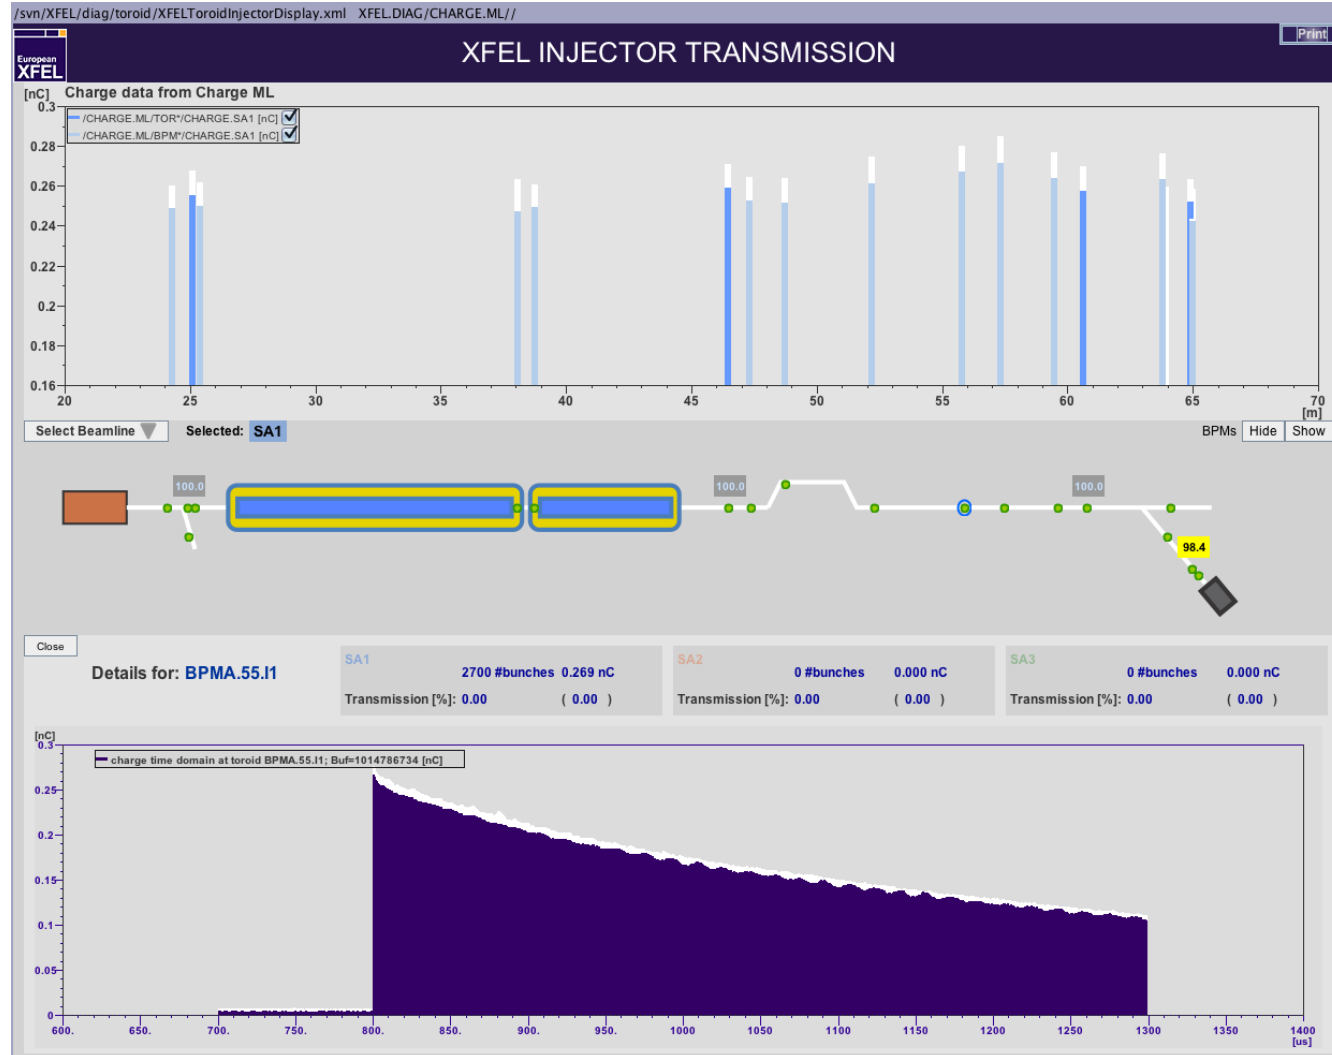 /svn/XFEL/diag/toroid/XFELToroidInjectorDisplay.xml XFEL.DIAG/CHARGE.ML//
European
XFEL
XFEL INJECTOR TRANSMISSION
Print
[nC] Charge data from Charge ML
/CHARGE.ML/TOR*/CHARGE.SA1 [nC]
/CHARGE.ML/BPM*/CHARGE.SA1 [nC]
0.3
0.28
0.26
0.24
0.22
0.2
0.18
0.16
20 25 30 35 40 45 50 55 60 65 70
[m]
Select Beamline Selected: SA1 BPMs Hide Show
100.0 100.0 100.0
98.4
Close
Details for: BPMA.55.I1
SA1
2700 #bunches 0.269 nC
Transmission [%]: 0.00 ( 0.00 )
SA2
0 #bunches 0.000 nC
Transmission [%]: 0.00 ( 0.00 )
SA3
0 #bunches 0.000 nC
Transmission [%]: 0.00 ( 0.00 )
[nC]
charge time domain at toroid BPMA.55.I1; Buf=1014786734 [nC]
0.3
0.25
0.2
0.15
0.1
0.05
0
600. 650. 700. 750. 800. 850. 900. 950. 1000 1050 1100 1150 1200 1250 1300 1350 1400
[us]